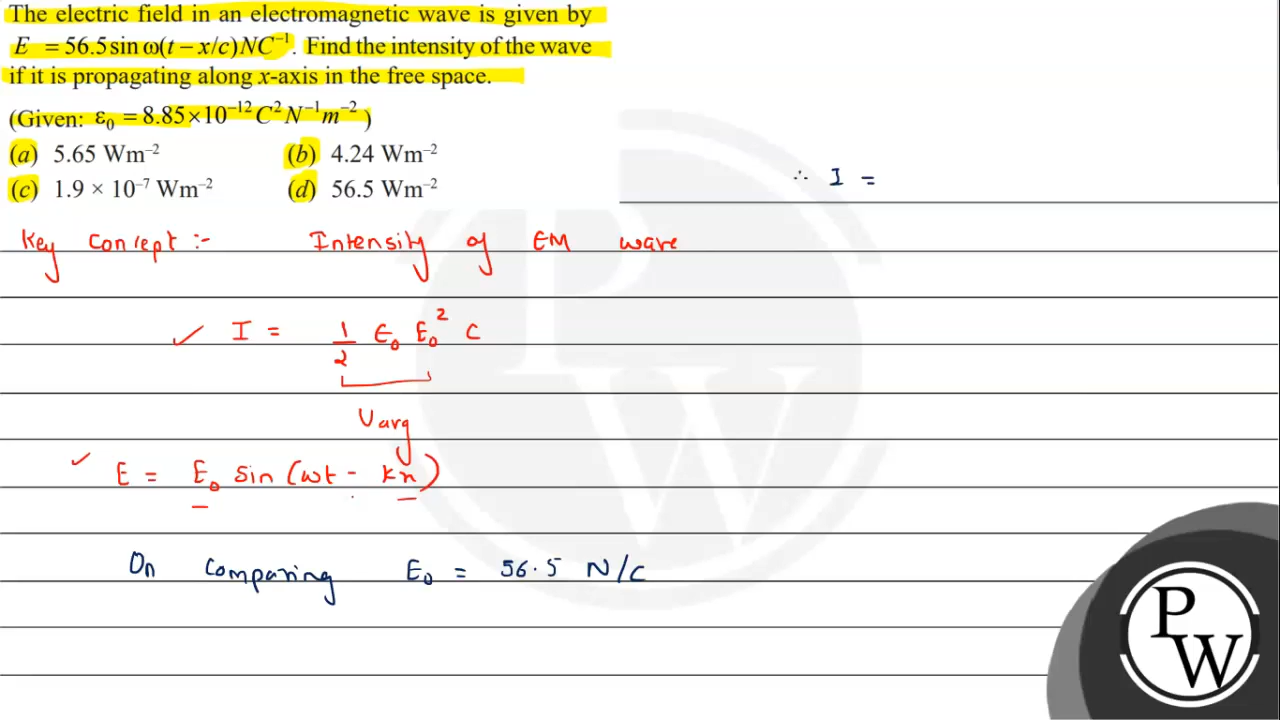 The electric field in an electromagnetic wave is given by
E = 56.5 sin ω(t − x/c) NC⁻¹. Find the intensity of the wave
if it is propagating along x-axis in the free space.
(Given: ε₀ = 8.85 × 10⁻¹² C² N⁻¹ m⁻²)
(a) 5.65 Wm⁻² (b) 4.24 Wm⁻²
(c) 1.9 × 10⁻⁷ Wm⁻² (d) 56.5 Wm⁻²
∴ I =
Key Concept :- Intensity of EM wave
✓ I = 1/2 ε₀ E₀² C
Uavg
✓ E = E₀ sin (ωt - kx)
On Comparing E₀ = 56.5 N/C
P
W
P
W